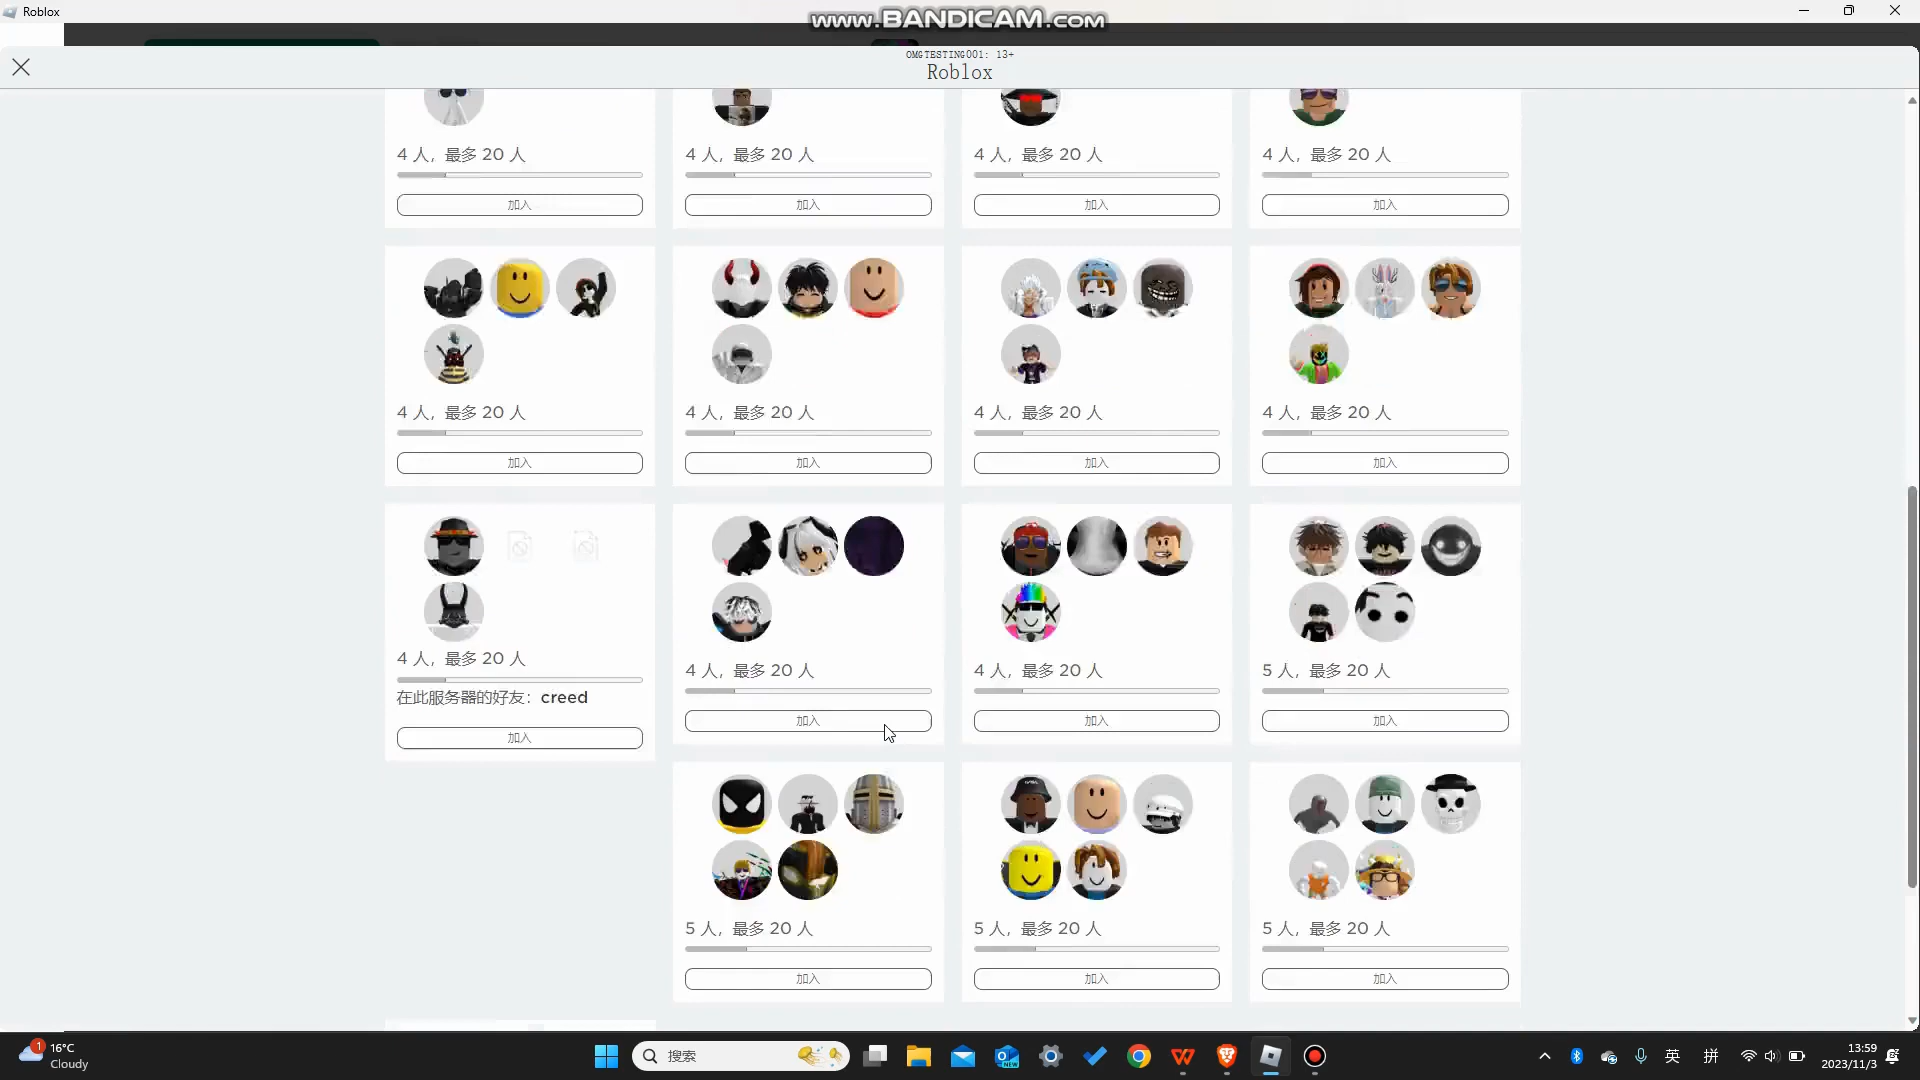 Roblox
www.BANDICAM.com
OMGTESTING001: 13+
Roblox
4 人，最多 20 人
4 人，最多 20 人
4 人，最多 20 人
4 人，最多 20 人
加入
加入
加入
加入
4 人，最多 20 人
4 人，最多 20 人
4 人，最多 20 人
4 人，最多 20 人
加入
加入
加入
加入
4 人，最多 20 人
4 人，最多 20 人
4 人，最多 20 人
5 人，最多 20 人
在此服务器的好友：creed
加入
加入
加入
加入
5 人，最多 20 人
5 人，最多 20 人
5 人，最多 20 人
加入
加入
加入
1
16°C
Cloudy
搜索
NEW
英
拼
13:59
2023/11/3